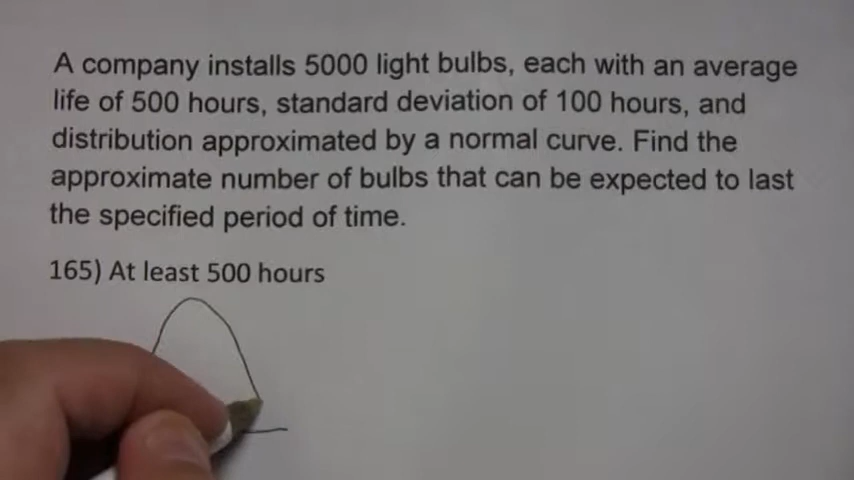 A company installs 5000 light bulbs, each with an average
life of 500 hours, standard deviation of 100 hours, and
distribution approximated by a normal curve. Find the
approximate number of bulbs that can be expected to last
the specified period of time.
165) At least 500 hours